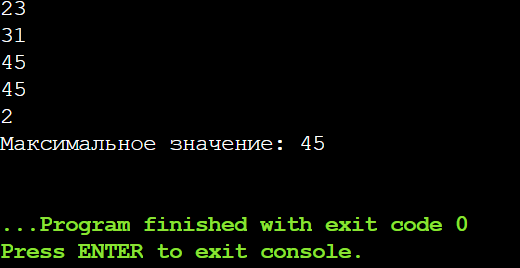 23
31
45
45
2
Максимальное значение: 45
...Program finished with exit code 0
Press ENTER to exit console.